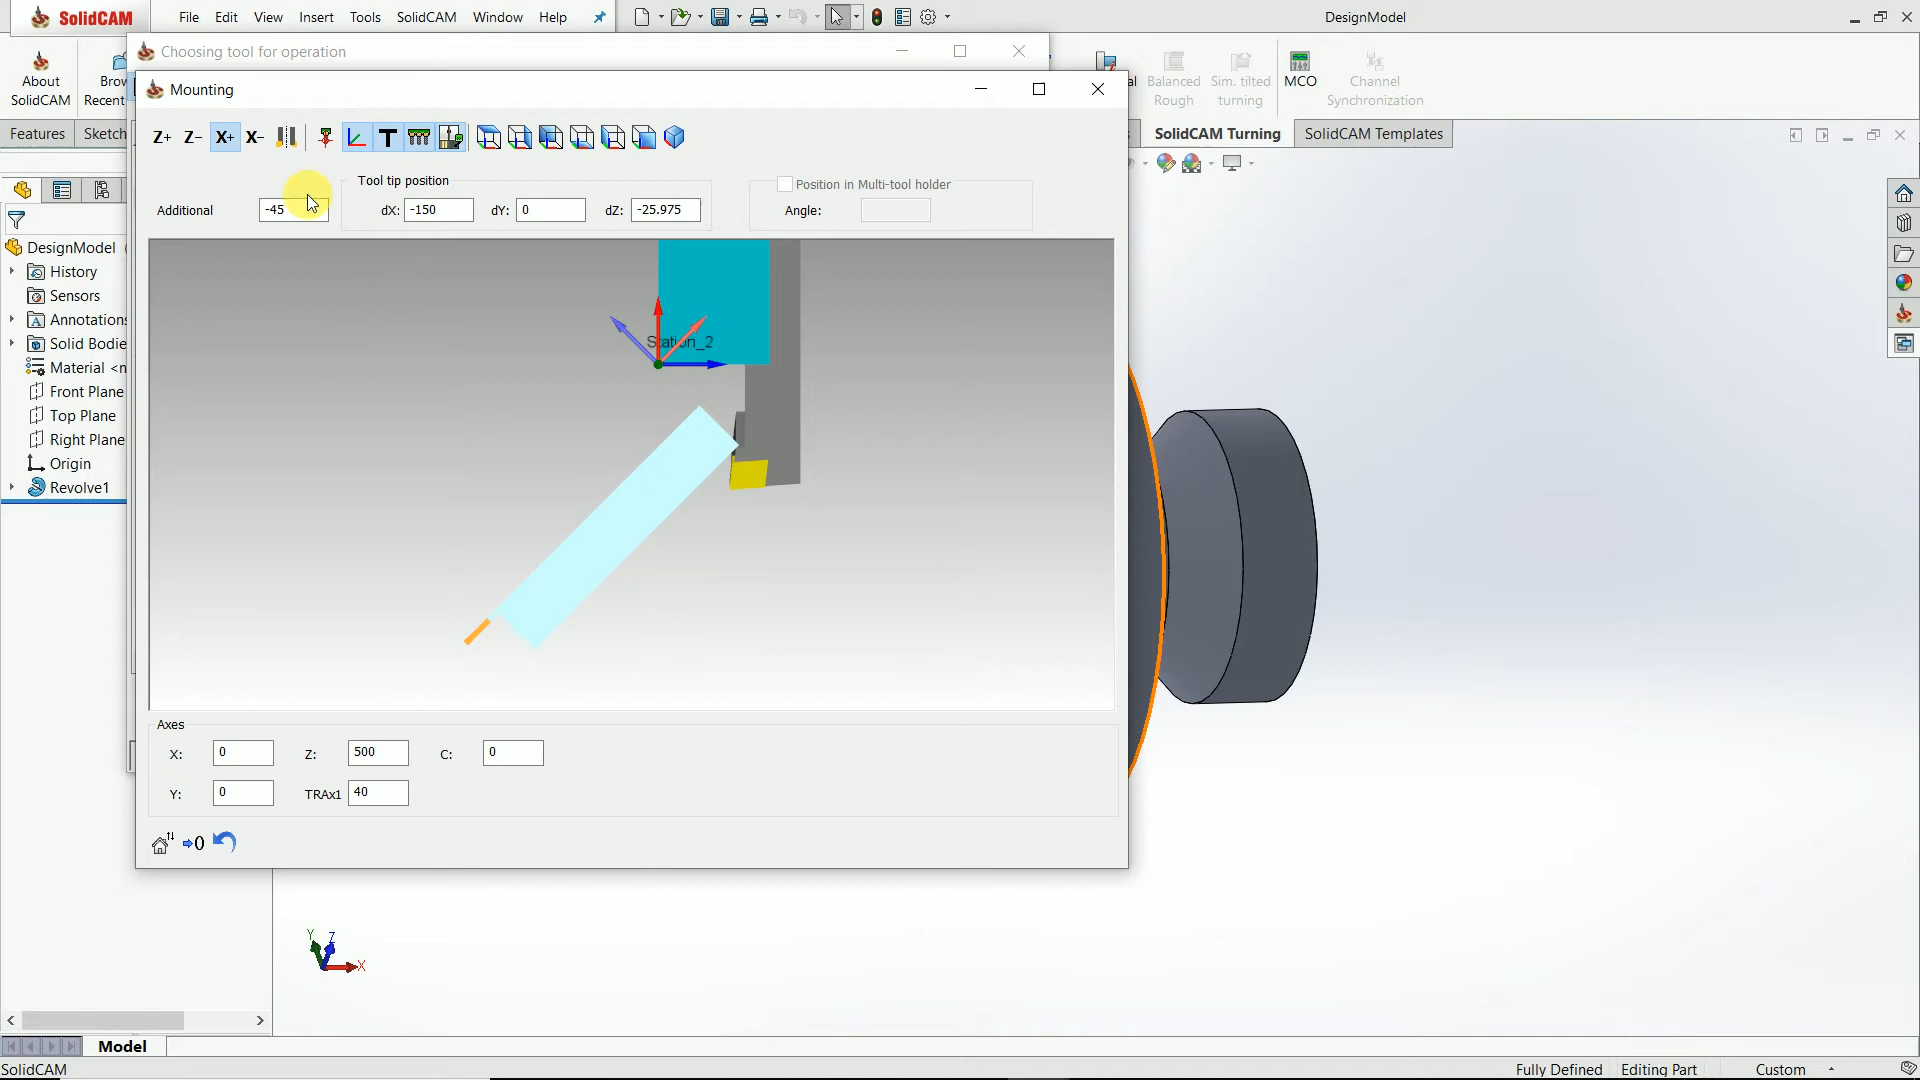 SolidCAM File Edit View Insert Tools SolidCAM Window Help DesignModel
Choosing tool for operation
About
SolidCAM
Recent
Balanced
Rough
Sim. tilted
turning
MCO
Channel
Synchronization
Mounting
Features Sketch SolidCAM Turning SolidCAM Templates
Z+ Z- X+ X-
Tool tip position
Position in Multi-tool holder
Additional -45 dX: -150 dY: 0 dZ: -25.975 Angle:
DesignModel
History
Sensors
Annotations
Solid Bodie
Material <n
Front Plane
Top Plane
Right Plane
Origin
Revolve1
Station_2
Axes
X: 0 Z: 500 C: 0
Y: 0 TRAx1 40
0
Y Z
X
Model
SolidCAM Fully Defined Editing Part Custom